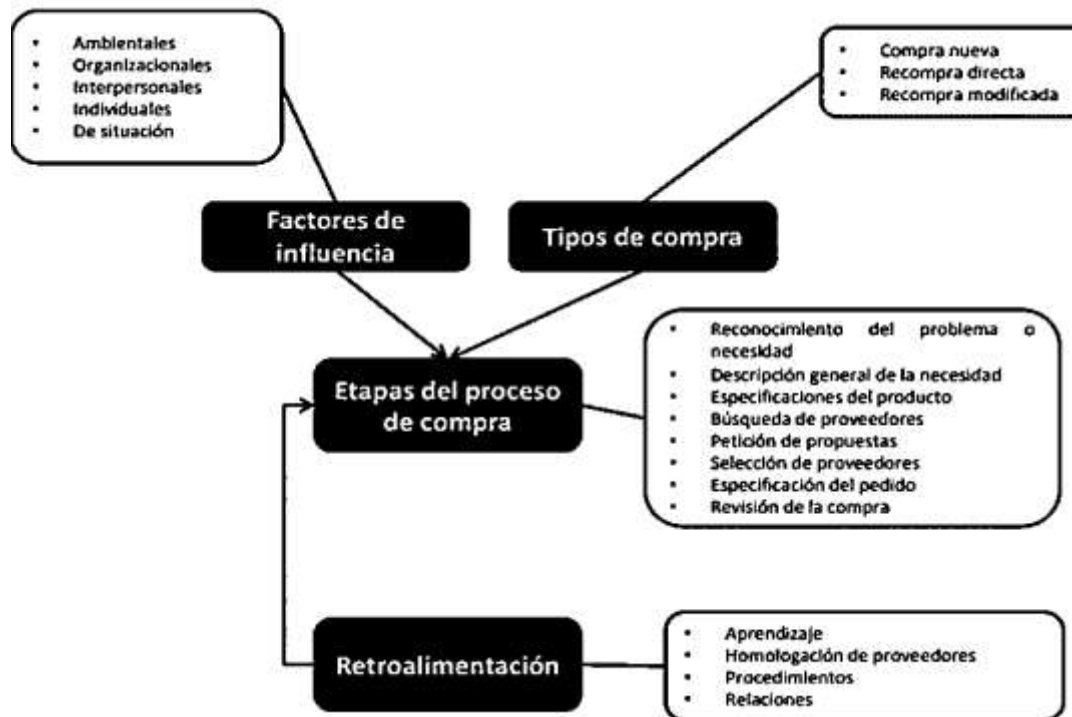 Ambientales
Organizacionales
Interpersonales
Individuales
De situación
Compra nueva
Recompra directa
Recompra modificada
Factores de
influencia
Tipos de compra
Reconocimiento del problema o
necesidad
Descripción general de la necesidad
Especificaciones del producto
Búsqueda de proveedores
Petición de propuestas
Selección de proveedores
Especificación del pedido
Revisión de la compra
Etapas del proceso
de compra
Retroalimentación
Aprendizaje
Homologación de proveedores
Procedimientos
Relaciones